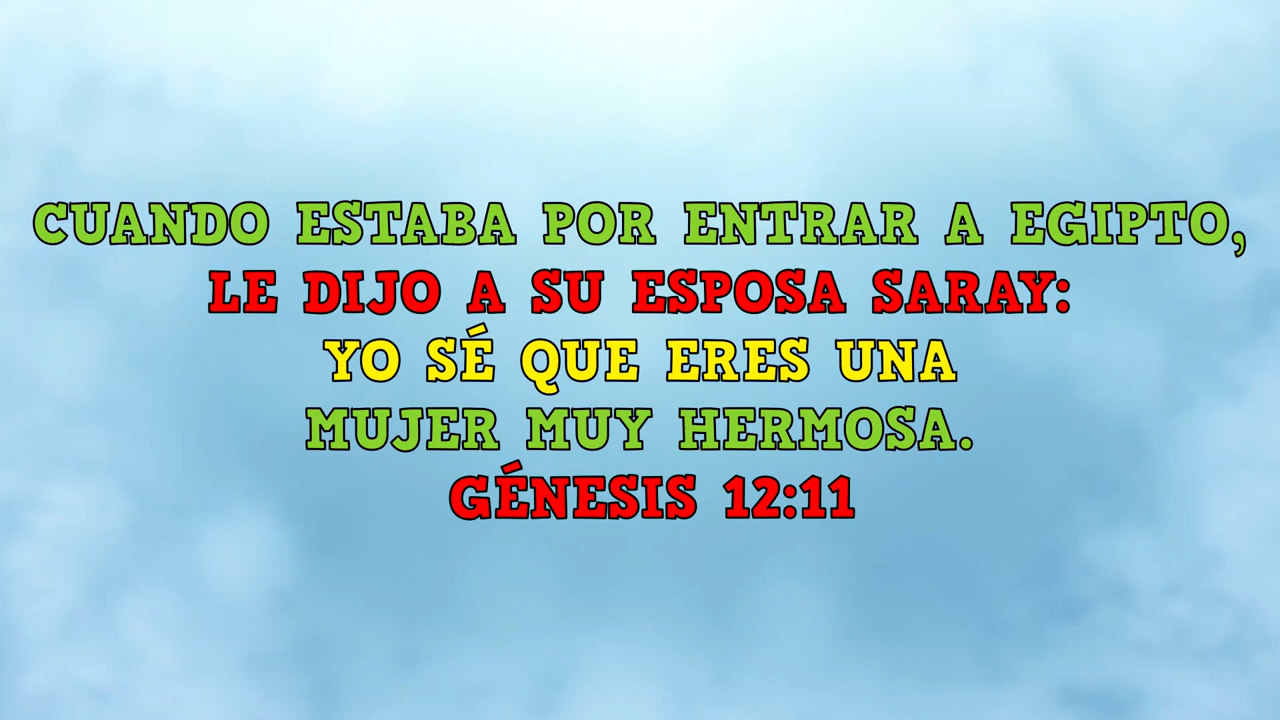 CUANDO ESTABA POR ENTRAR A EGIPTO,
LE DIJO A SU ESPOSA SARAY:
YO SÉ QUE ERES UNA
MUJER MUY HERMOSA.
GÉNESIS 12:11